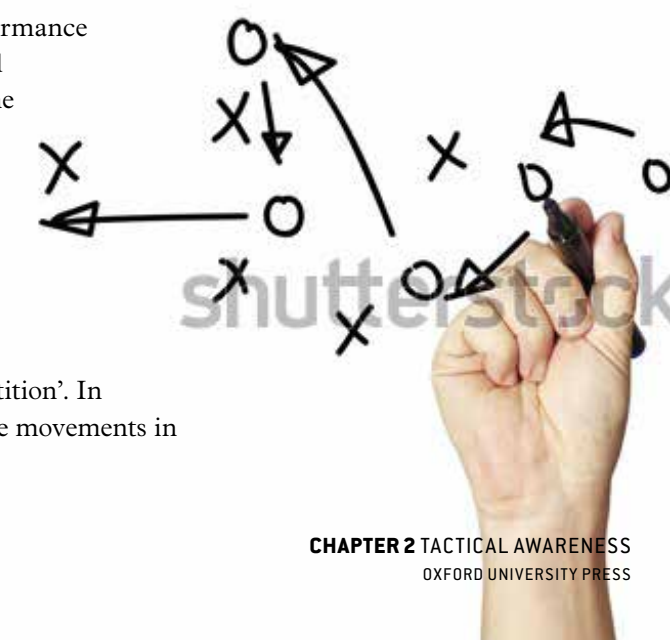 rmance
l
e
O
X
X
X
O
O
O
X
O
X
shutterstock
tition’. In
e movements in
CHAPTER 2 TACTICAL AWARENESS
OXFORD UNIVERSITY PRESS